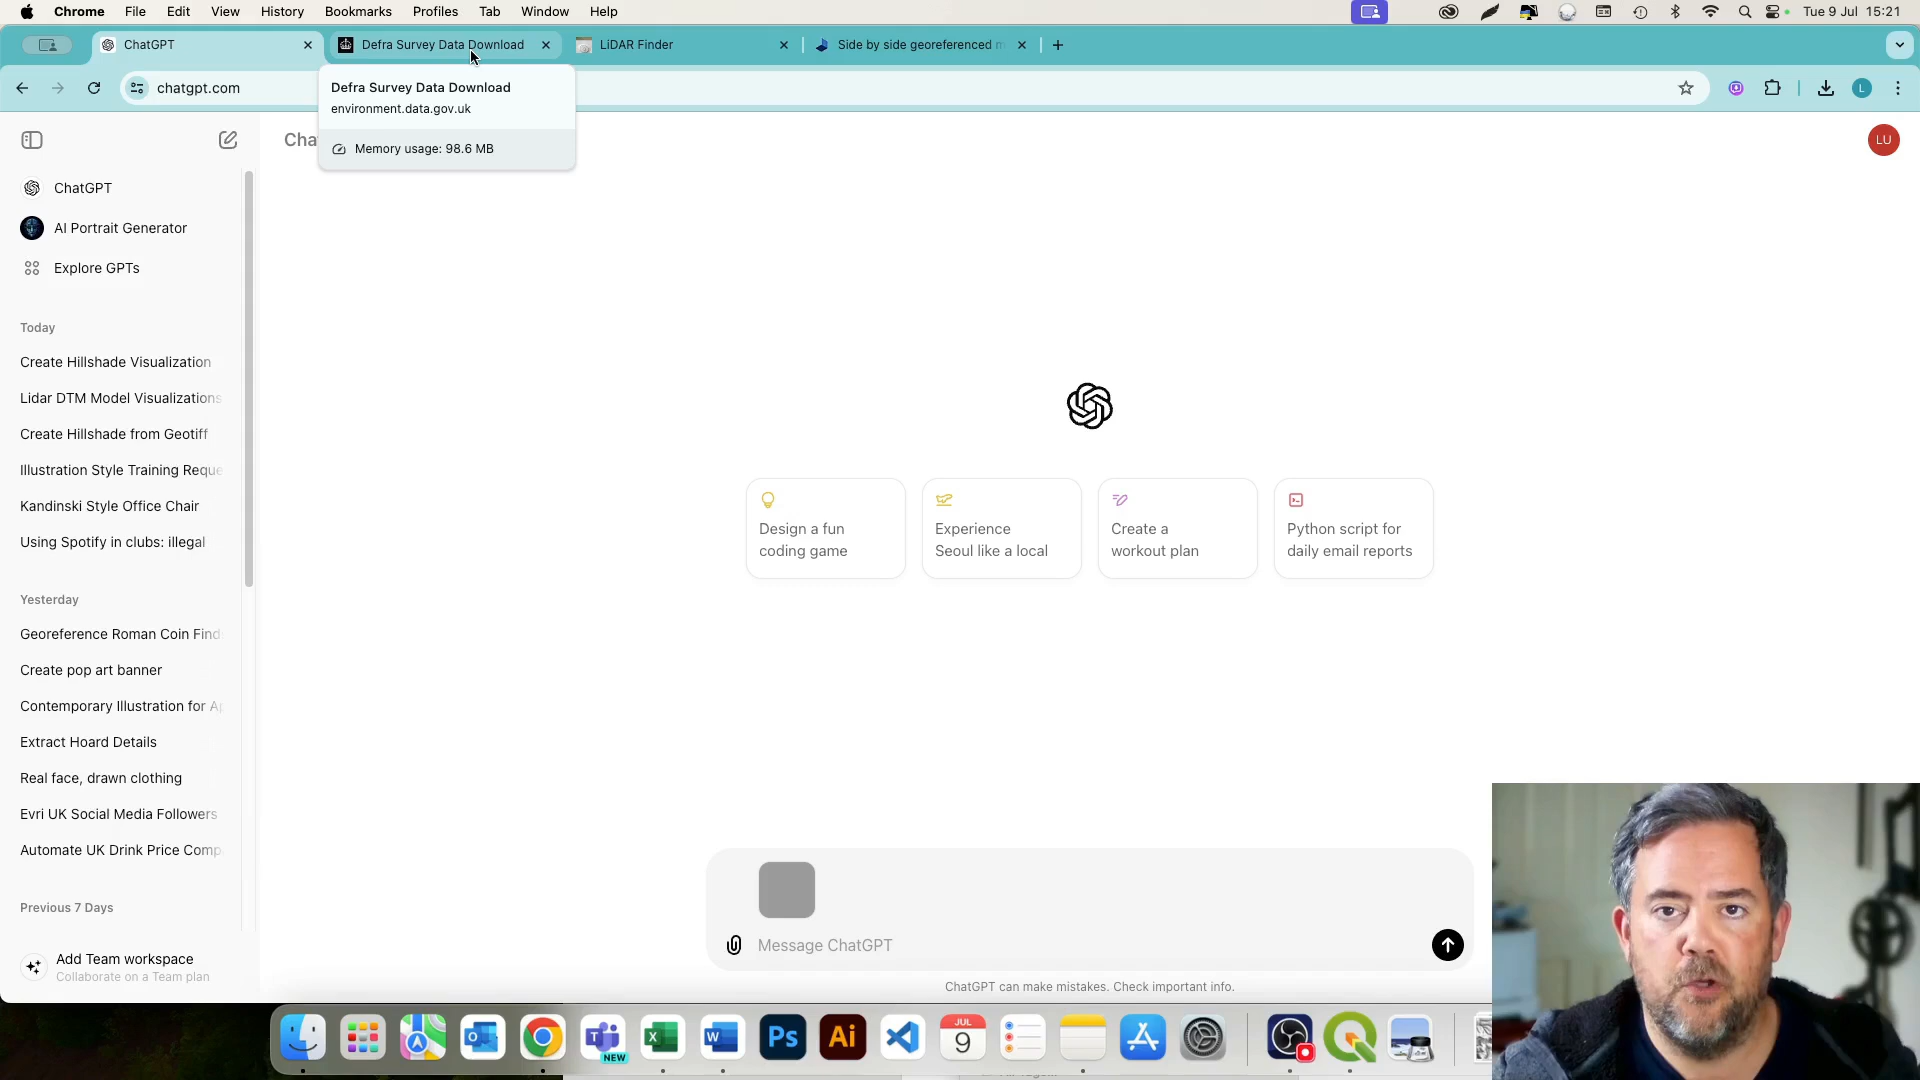 Chrome File Edit View History Bookmarks Profiles Tab Window Help Tue 9 Jul 15:21
ChatGPT Defra Survey Data Download LiDAR Finder Side by side georeferenced m
chatgpt.com
Defra Survey Data Download
environment.data.gov.uk
Memory usage: 98.6 MB
Cha
LU
L
ChatGPT
AI Portrait Generator
Explore GPTs
Today
Create Hillshade Visualization
Lidar DTM Model Visualizations
Create Hillshade from Geotiff
Illustration Style Training Reque
Kandinski Style Office Chair
Using Spotify in clubs: illegal
Yesterday
Georeference Roman Coin Find
Create pop art banner
Contemporary Illustration for Ap
Extract Hoard Details
Real face, drawn clothing
Evri UK Social Media Followers
Automate UK Drink Price Comp
Previous 7 Days
Add Team workspace
Collaborate on a Team plan
Design a fun
coding game
Experience
Seoul like a local
Create a
workout plan
Python script for
daily email reports
Message ChatGPT
ChatGPT can make mistakes. Check important info.
NEW
Ps
Ai
JUL
9